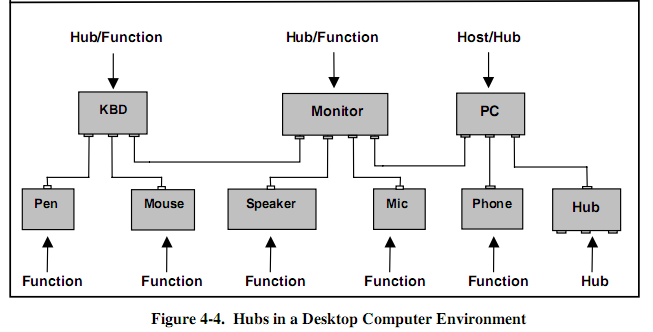 Hub/Function Hub/Function Host/Hub
KBD Monitor PC
Pen Mouse Speaker Mic Phone Hub
Function Function Function Function Function Hub
Figure 4-4. Hubs in a Desktop Computer Environment